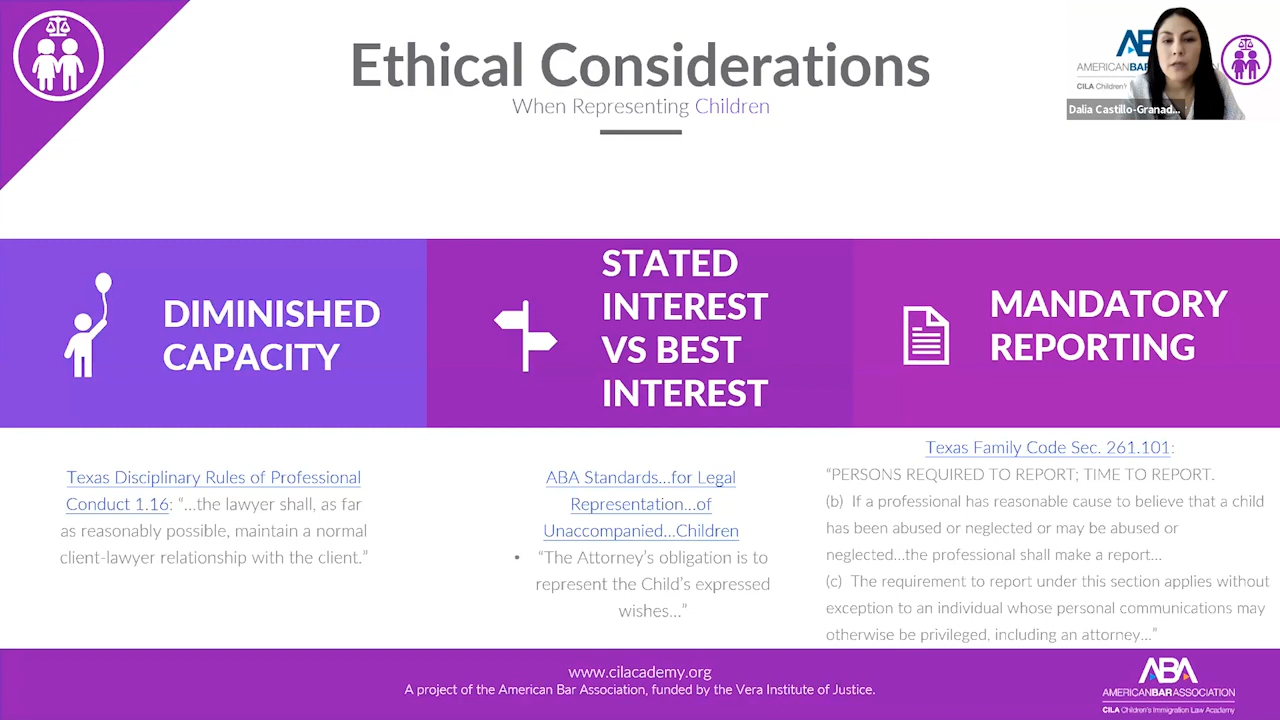 Ethical Considerations
When Representing Children
AMERICANBAR
CILA Children's
Dalia Castillo-Granad...
DIMINISHED
CAPACITY
STATED
INTEREST
VS BEST
INTEREST
MANDATORY
REPORTING
Texas Disciplinary Rules of Professional
Conduct 1.16: “...the lawyer shall, as far
as reasonably possible, maintain a normal
client-lawyer relationship with the client.”
ABA Standards...for Legal
Representation...of
Unaccompanied...Children
• “The Attorney’s obligation is to
represent the Child’s expressed
wishes...”
Texas Family Code Sec. 261.101:
“PERSONS REQUIRED TO REPORT; TIME TO REPORT.
(b) If a professional has reasonable cause to believe that a child
has been abused or neglected or may be abused or
neglected...the professional shall make a report...
(c) The requirement to report under this section applies without
exception to an individual whose personal communications may
otherwise be privileged, including an attorney...”
www.cilacademy.org
A project of the American Bar Association, funded by the Vera Institute of Justice.
ABA
AMERICANBARASSOCIATION
CILA Children's Immigration Law Academy